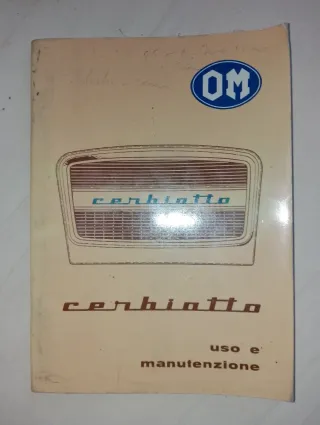 OM
cerbiatto
cerbiatto
uso e
manutenzione